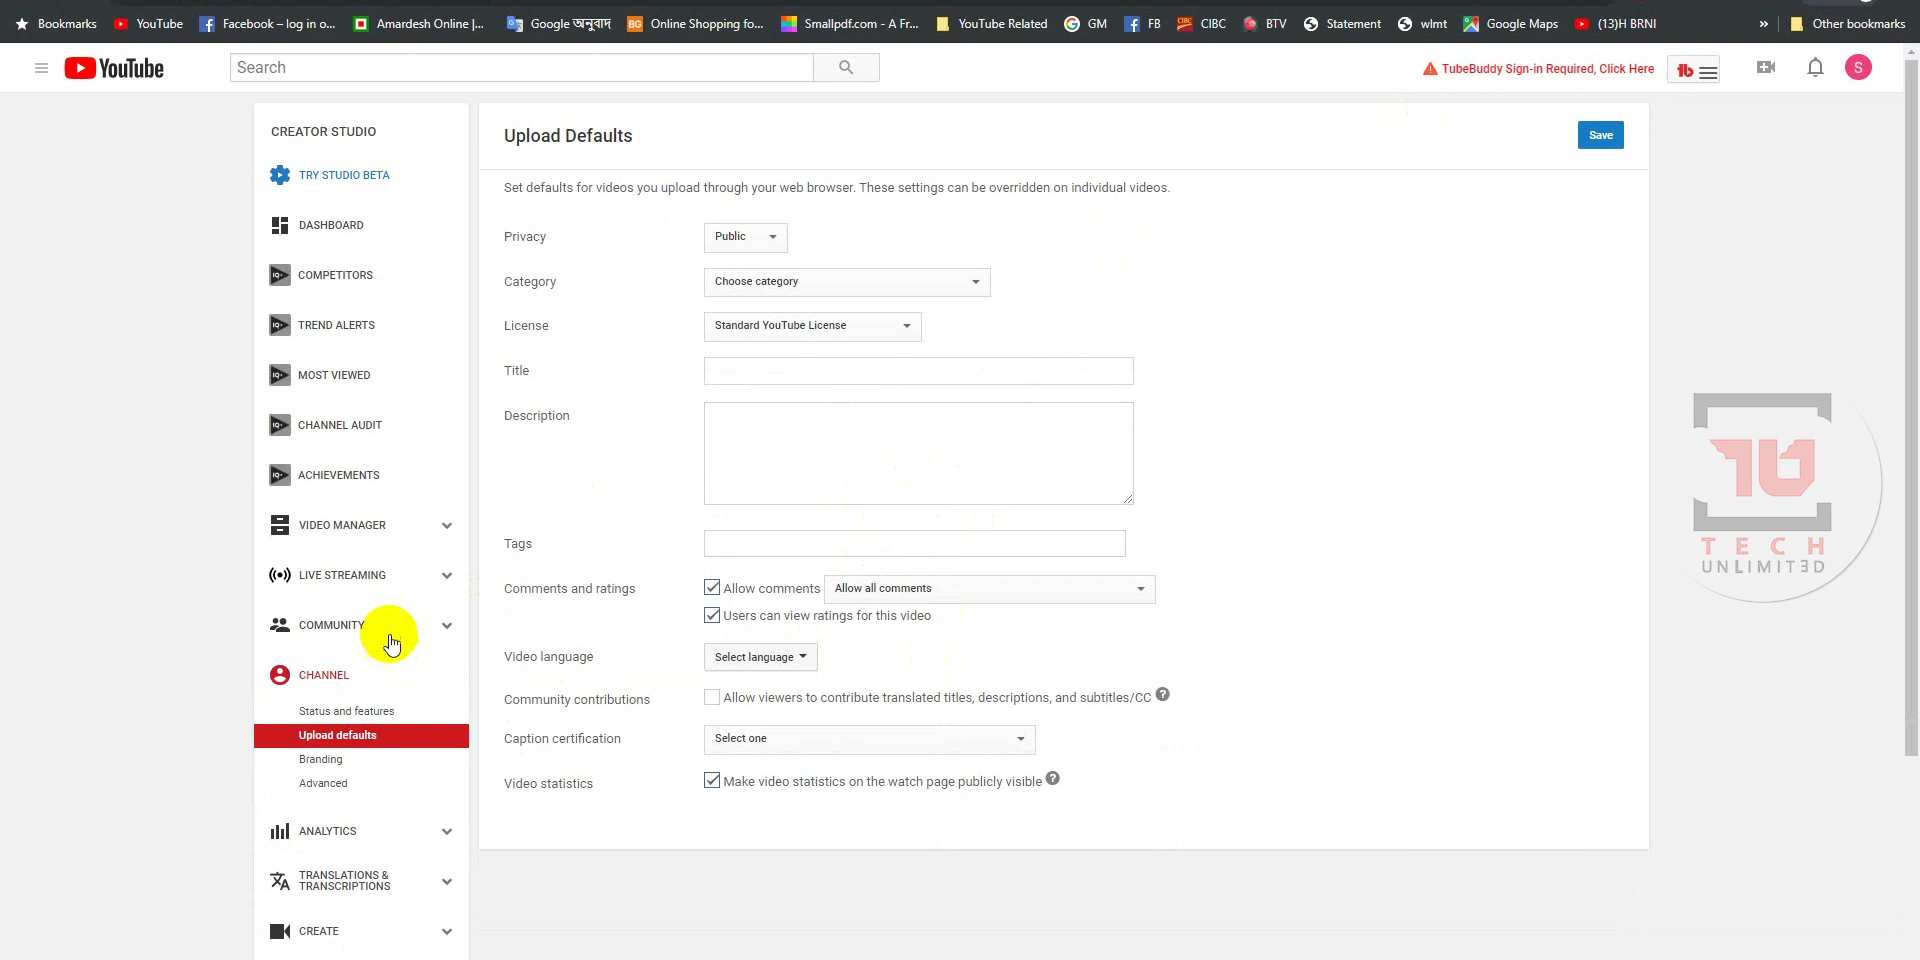 Bookmarks YouTube Facebook – log in o... Amardesh Online |... Google অনুবাদ Online Shopping fo... Smallpdf.com - A Fr... YouTube Related GM FB CIBC BTV Statement wlmt Google Maps (13)H BRNI » Other bookmarks
YouTube Search TubeBuddy Sign-in Required, Click Here S
CREATOR STUDIO
TRY STUDIO BETA
DASHBOARD
COMPETITORS
TREND ALERTS
MOST VIEWED
CHANNEL AUDIT
ACHIEVEMENTS
VIDEO MANAGER
LIVE STREAMING
COMMUNITY
CHANNEL
Status and features
Upload defaults
Branding
Advanced
ANALYTICS
TRANSLATIONS &
TRANSCRIPTIONS
CREATE
Upload Defaults Save
Set defaults for videos you upload through your web browser. These settings can be overridden on individual videos.
Privacy Public
Category Choose category
License Standard YouTube License
Title
Description
Tags
Comments and ratings Allow comments Allow all comments
Users can view ratings for this video
Video language Select language
Community contributions Allow viewers to contribute translated titles, descriptions, and subtitles/CC ?
Caption certification Select one
Video statistics Make video statistics on the watch page publicly visible ?
TECH
UNLIMITED